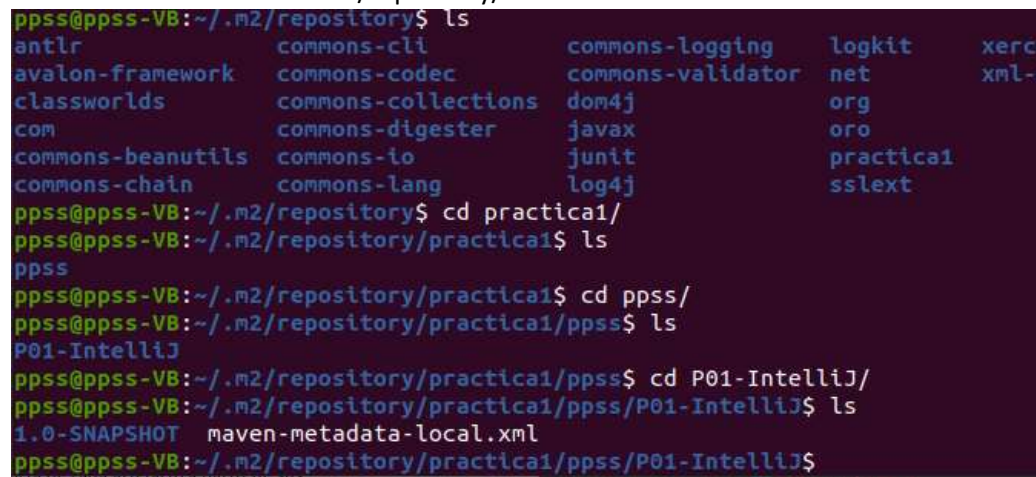 ppss@ppss-VB:~/.m2/repository$ ls
antlr commons-cli commons-logging logkit xerc
avalon-framework commons-codec commons-validator net xml-
classworlds commons-collections dom4j org
com commons-digester javax oro
commons-beanutils commons-io junit practica1
commons-chain commons-lang log4j sslext
ppss@ppss-VB:~/.m2/repository$ cd practica1/
ppss@ppss-VB:~/.m2/repository/practica1$ ls
ppss
ppss@ppss-VB:~/.m2/repository/practica1$ cd ppss/
ppss@ppss-VB:~/.m2/repository/practica1/ppss$ ls
P01-IntelliJ
ppss@ppss-VB:~/.m2/repository/practica1/ppss$ cd P01-IntelliJ/
ppss@ppss-VB:~/.m2/repository/practica1/ppss/P01-IntelliJ$ ls
1.0-SNAPSHOT maven-metadata-local.xml
ppss@ppss-VB:~/.m2/repository/practica1/ppss/P01-IntelliJ$